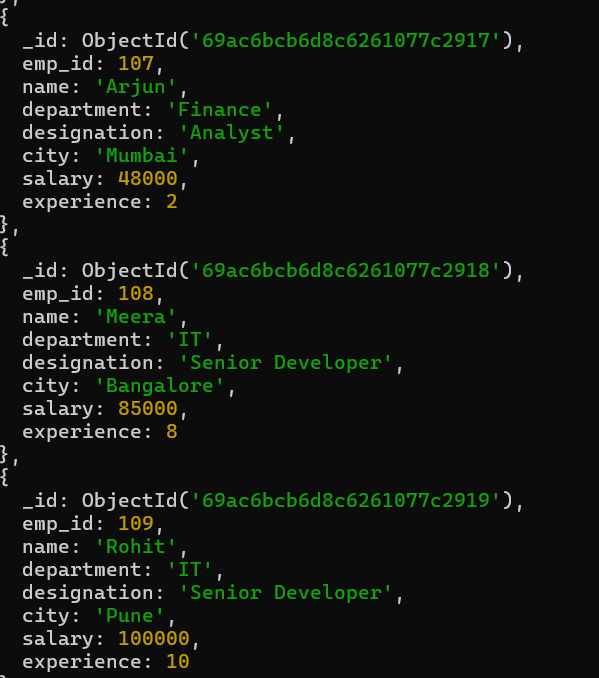 },
{
_id: ObjectId('69ac6bcb6d8c6261077c2917'),
emp_id: 107,
name: 'Arjun',
department: 'Finance',
designation: 'Analyst',
city: 'Mumbai',
salary: 48000,
experience: 2
},
{
_id: ObjectId('69ac6bcb6d8c6261077c2918'),
emp_id: 108,
name: 'Meera',
department: 'IT',
designation: 'Senior Developer',
city: 'Bangalore',
salary: 85000,
experience: 8
},
{
_id: ObjectId('69ac6bcb6d8c6261077c2919'),
emp_id: 109,
name: 'Rohit',
department: 'IT',
designation: 'Senior Developer',
city: 'Pune',
salary: 100000,
experience: 10
}